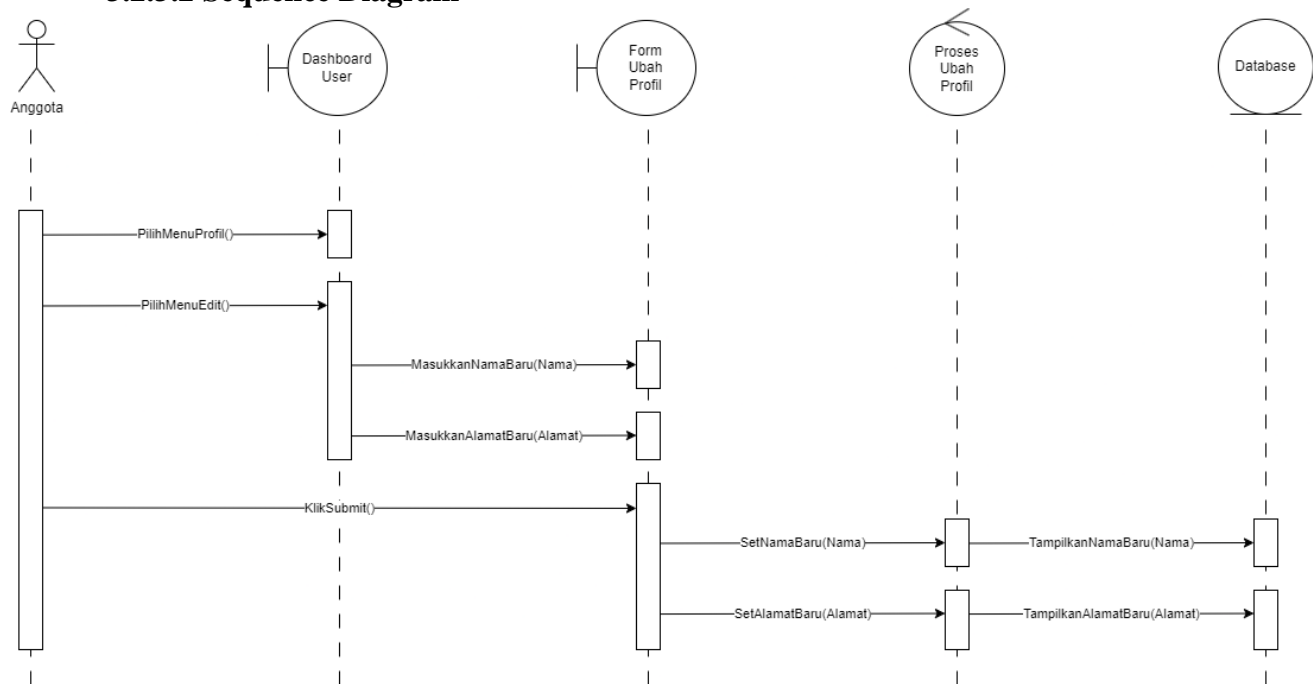 Sequence Diagram
Anggota
Dashboard
User
Form
Ubah
Profil
Proses
Ubah
Profil
Database
PilihMenuProfil()
PilihMenuEdit()
MasukkanNamaBaru(Nama)
MasukkanAlamatBaru(Alamat)
KlikSubmit()
SetNamaBaru(Nama)
TampilkanNamaBaru(Nama)
SetAlamatBaru(Alamat)
TampilkanAlamatBaru(Alamat)